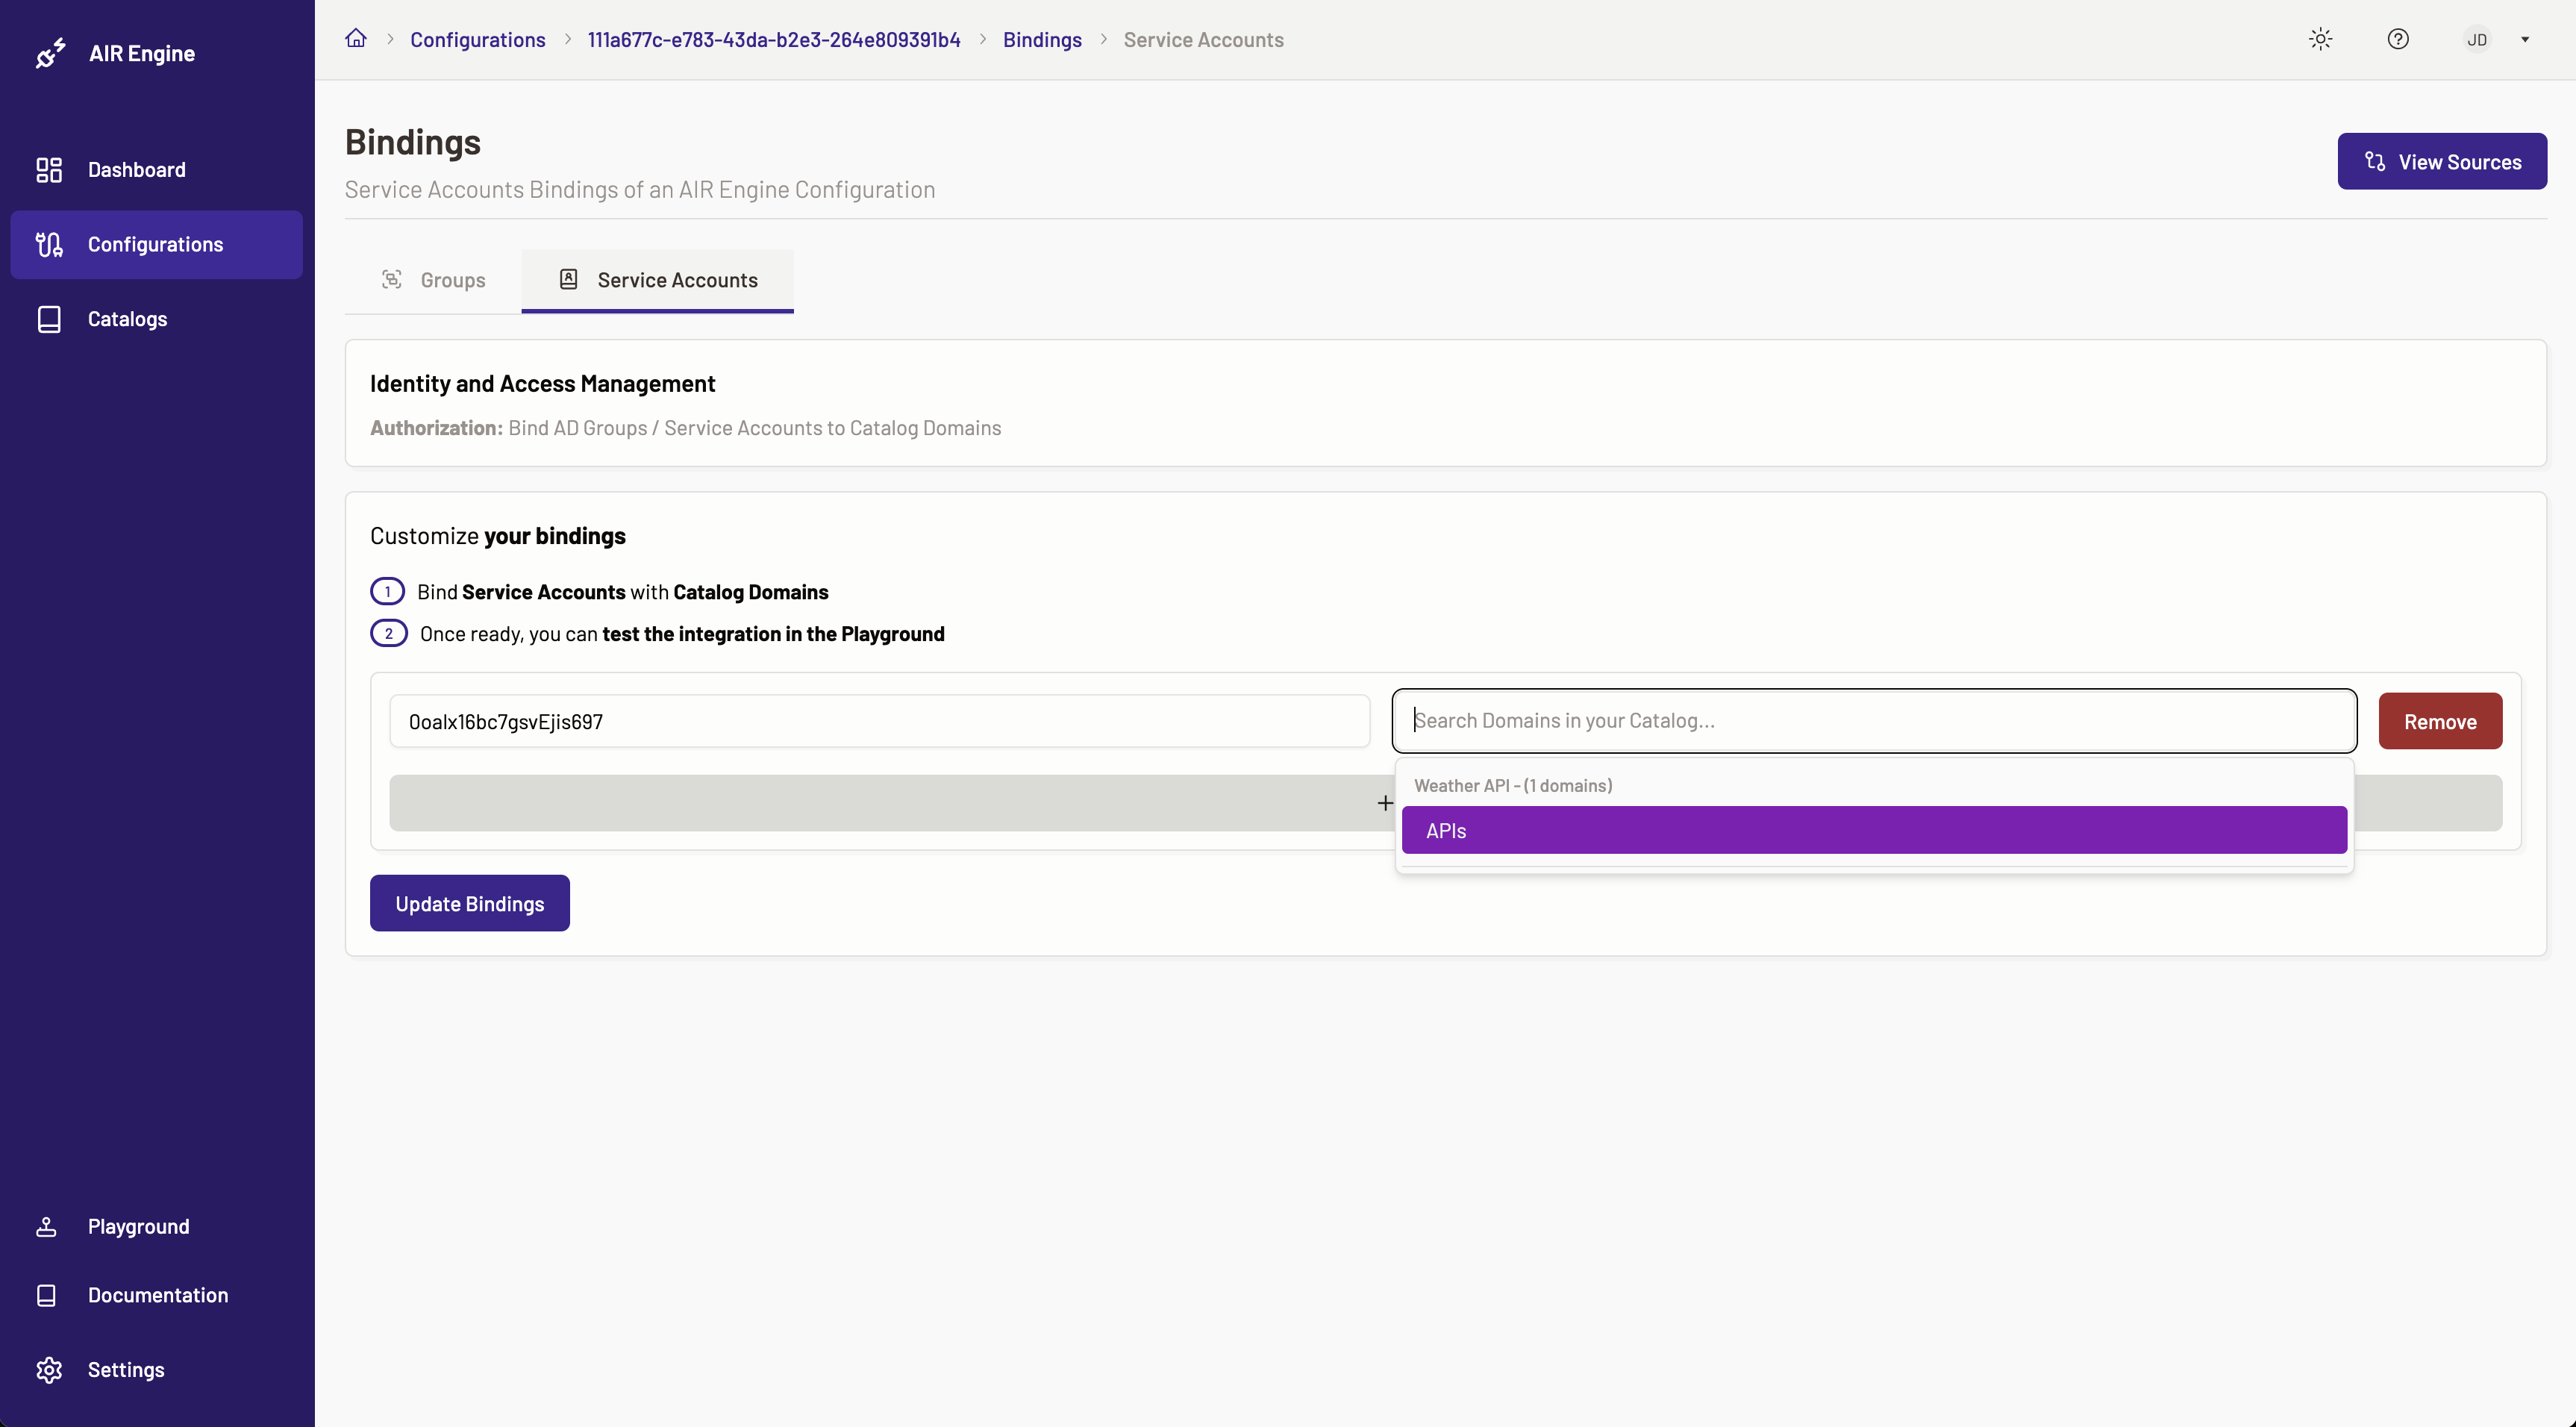 AIR Engine
Dashboard
Configurations
Catalogs
Playground
Documentation
Settings
Configurations
111a677c-e783-43da-b2e3-264e809391b4
Bindings
Service Accounts
JD
Bindings
Service Accounts Bindings of an AIR Engine Configuration
View Sources
Groups
Service Accounts
Identity and Access Management
Authorization: Bind AD Groups / Service Accounts to Catalog Domains
Customize your bindings
1 Bind Service Accounts with Catalog Domains
2 Once ready, you can test the integration in the Playground
0oalx16bc7gsvEjis697
Search Domains in your Catalog...
Remove
+
Weather API - (1 domains)
APIs
Update Bindings